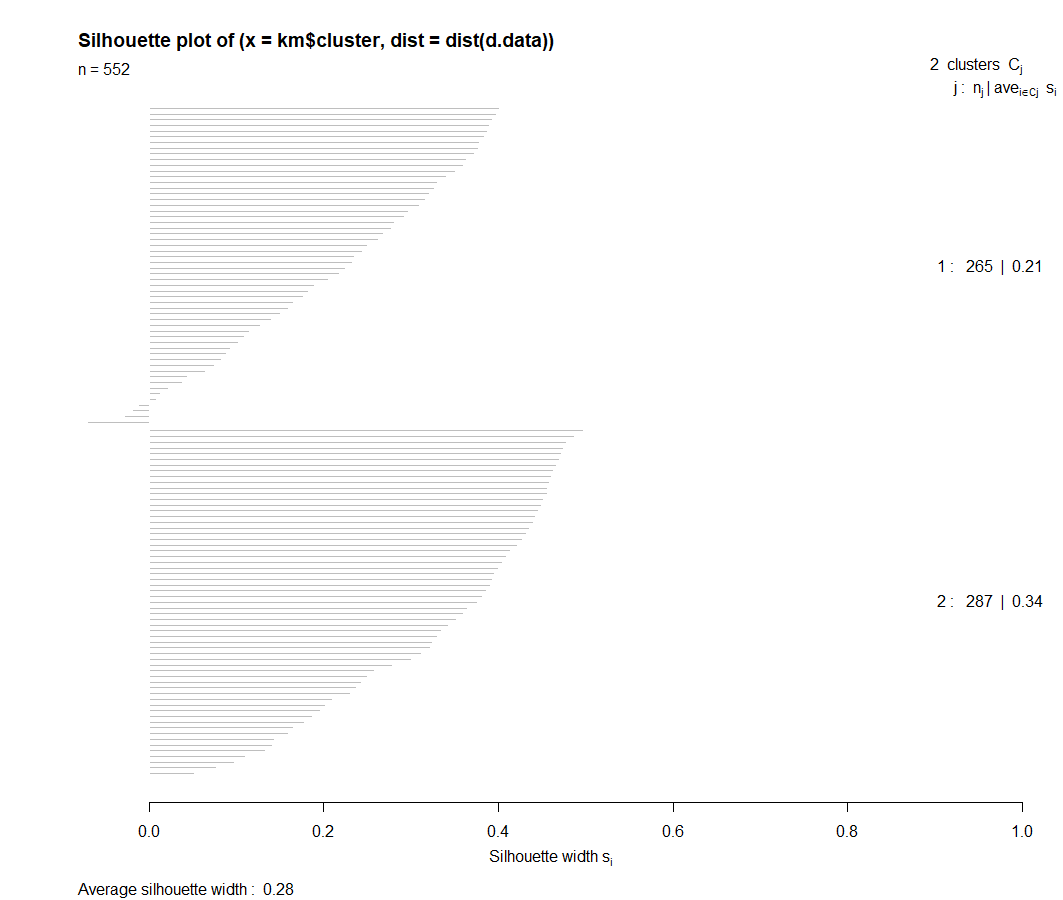 Silhouette plot of (x = km$cluster, dist = dist(d.data))
n = 552
2 clusters Cj
j : nj | avei∈Cj si
1 : 265 | 0.21
2 : 287 | 0.34
0.0 0.2 0.4 0.6 0.8 1.0
Silhouette width si
Average silhouette width : 0.28